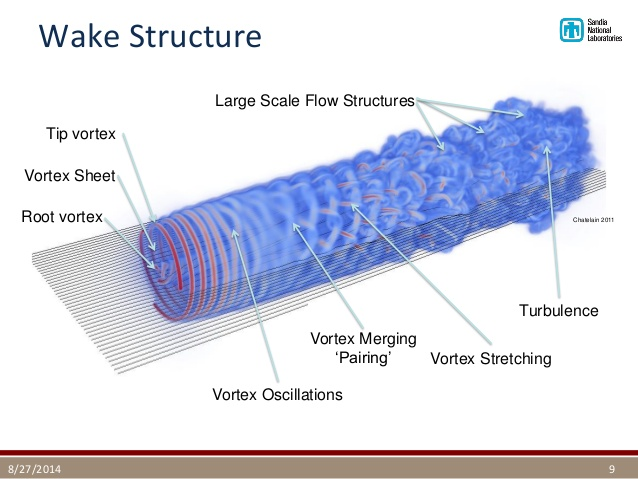 Wake Structure
Sandia
National
Laboratories
Large Scale Flow Structures
Tip vortex
Vortex Sheet
Root vortex
Chatelain 2011
Turbulence
Vortex Merging
‘Pairing’
Vortex Stretching
Vortex Oscillations
8/27/2014
9